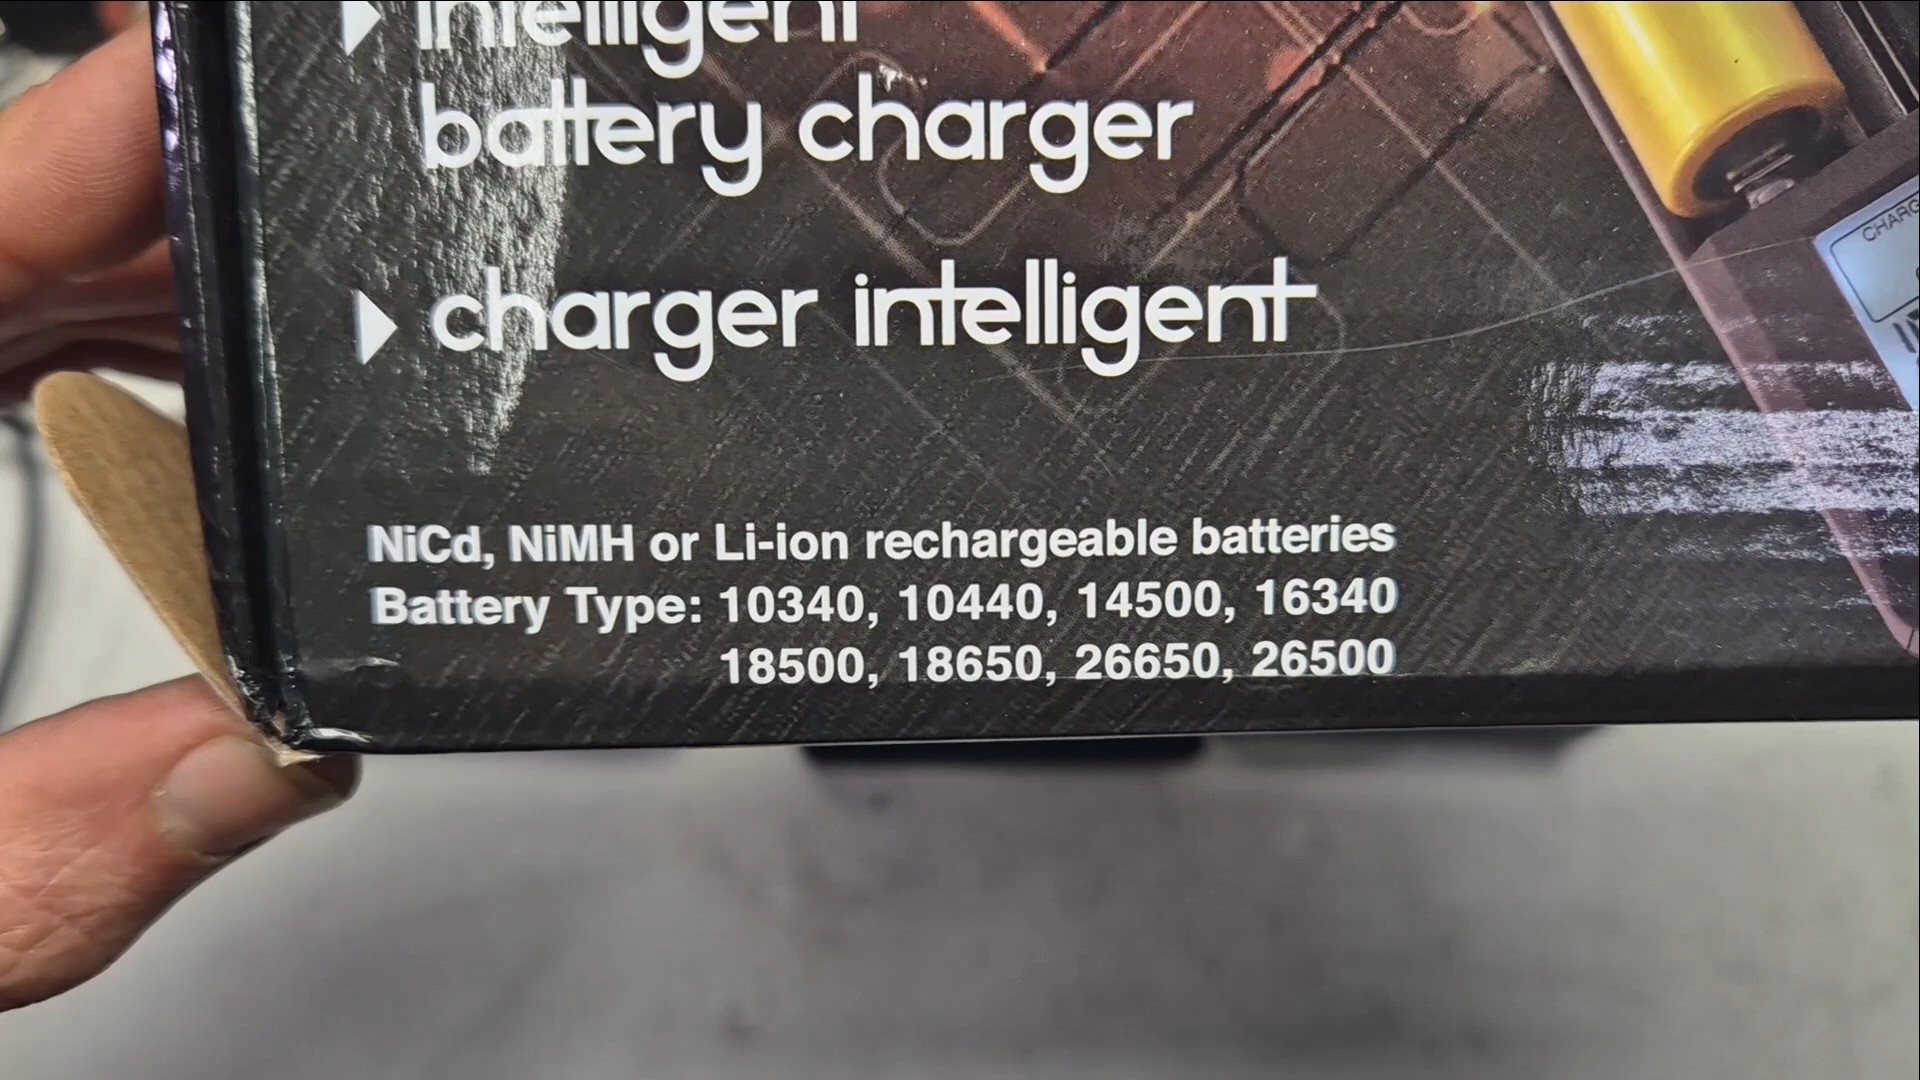 intelligent
battery charger
charger intelligent
NiCd, NiMH or Li-ion rechargeable batteries
Battery Type: 10340, 10440, 14500, 16340
18500, 18650, 26650, 26500